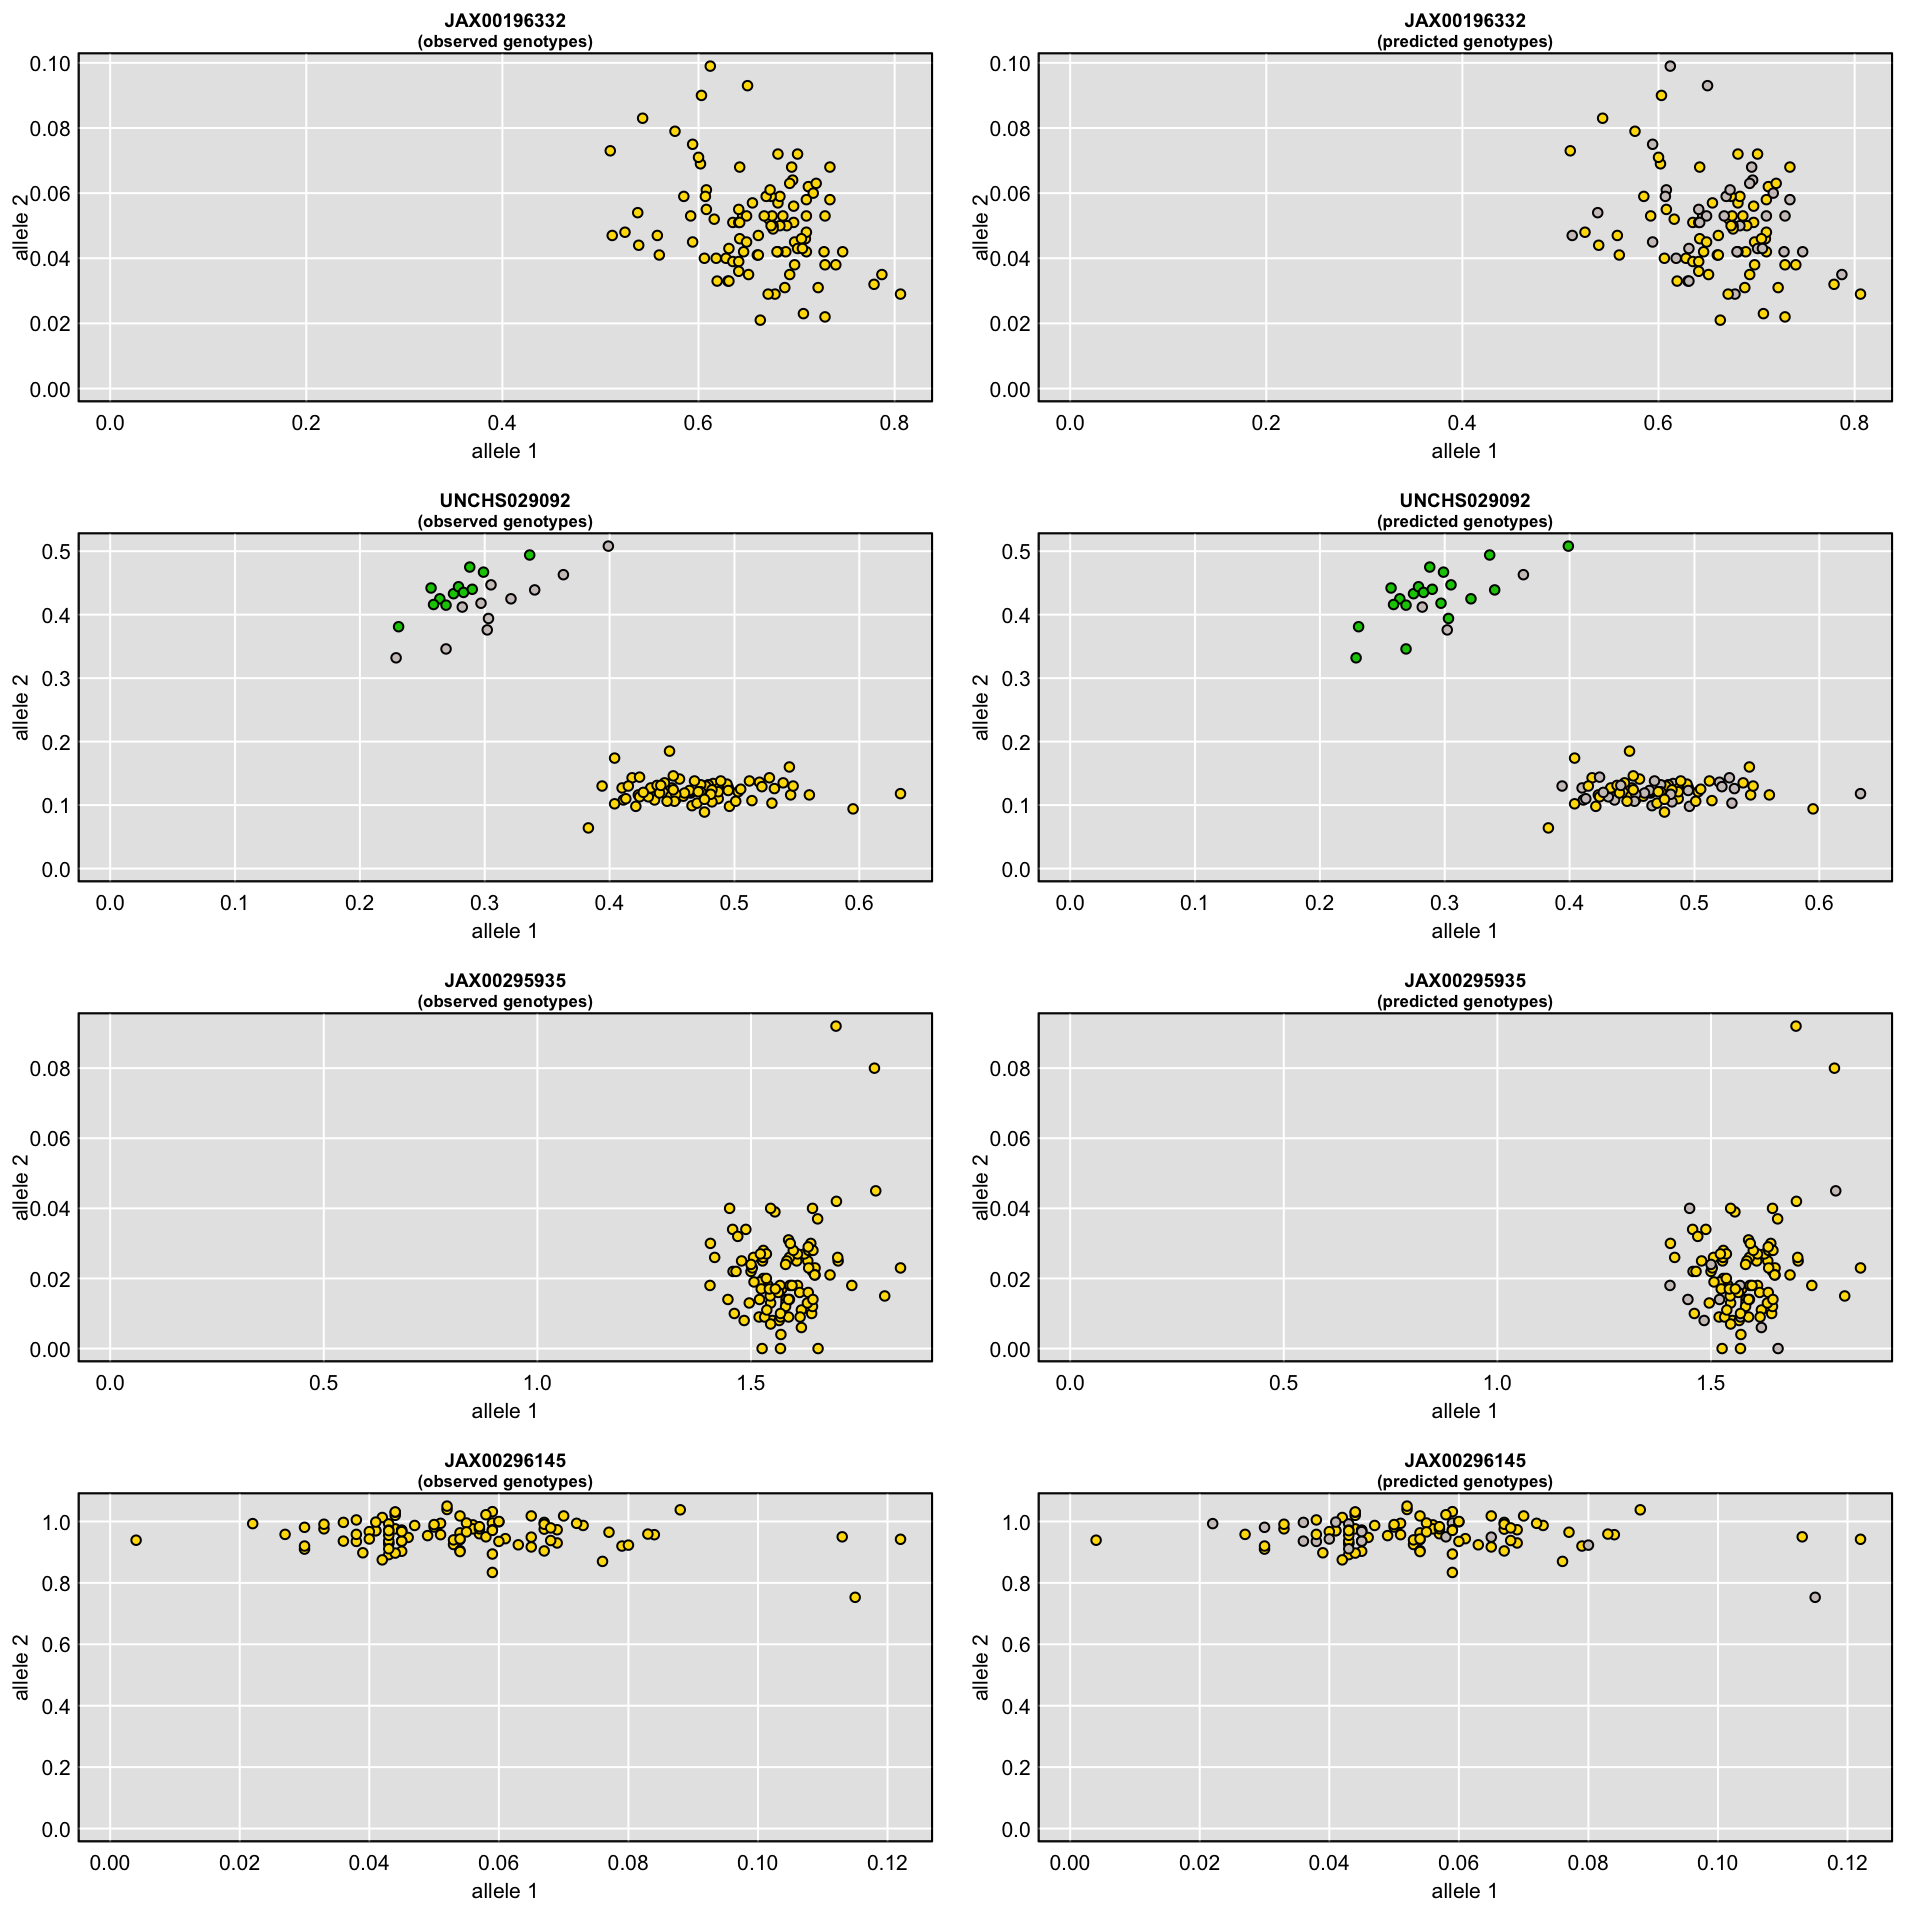 JAX00196332
(observed genotypes)
allele 2
0.10
0.08
0.06
0.04
0.02
0.00
0.0 0.2 0.4 0.6 0.8
allele 1
JAX00196332
(predicted genotypes)
allele 2
0.10
0.08
0.06
0.04
0.02
0.00
0.0 0.2 0.4 0.6 0.8
allele 1
UNCHS029092
(observed genotypes)
allele 2
0.5
0.4
0.3
0.2
0.1
0.0
0.0 0.1 0.2 0.3 0.4 0.5 0.6
allele 1
UNCHS029092
(predicted genotypes)
allele 2
0.5
0.4
0.3
0.2
0.1
0.0
0.0 0.1 0.2 0.3 0.4 0.5 0.6
allele 1
JAX00295935
(observed genotypes)
allele 2
0.08
0.06
0.04
0.02
0.00
0.0 0.5 1.0 1.5
allele 1
JAX00295935
(predicted genotypes)
allele 2
0.08
0.06
0.04
0.02
0.00
0.0 0.5 1.0 1.5
allele 1
JAX00296145
(observed genotypes)
allele 2
1.0
0.8
0.6
0.4
0.2
0.0
0.00 0.02 0.04 0.06 0.08 0.10 0.12
allele 1
JAX00296145
(predicted genotypes)
allele 2
1.0
0.8
0.6
0.4
0.2
0.0
0.00 0.02 0.04 0.06 0.08 0.10 0.12
allele 1